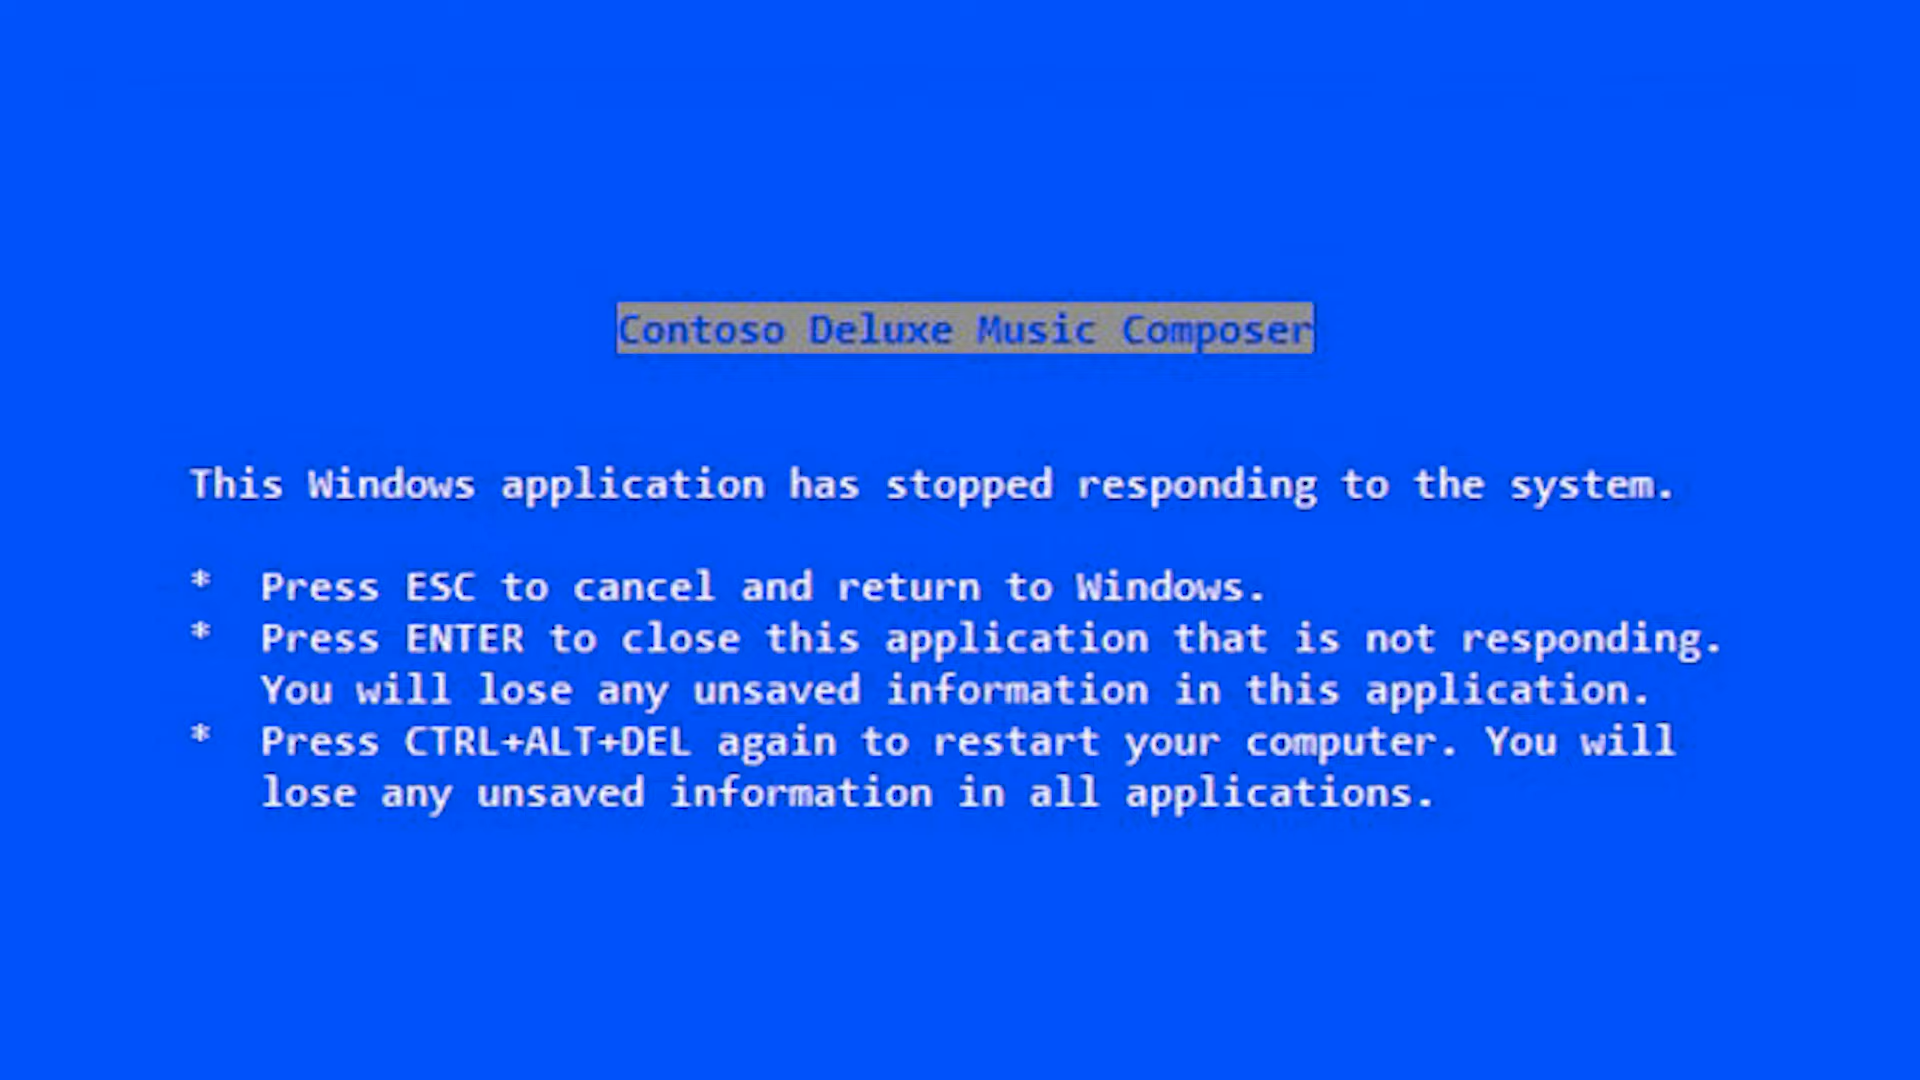 Contoso Deluxe Music Composer
This Windows application has stopped responding to the system.
* Press ESC to cancel and return to Windows.
* Press ENTER to close this application that is not responding.
You will lose any unsaved information in this application.
* Press CTRL+ALT+DEL again to restart your computer. You will
lose any unsaved information in all applications.